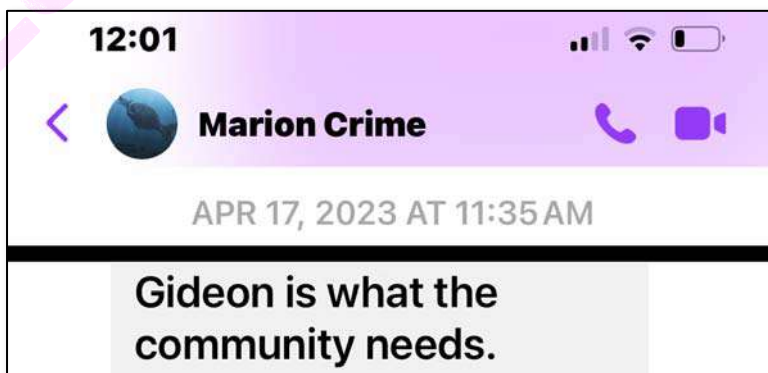 12:01
Marion Crime
APR 17, 2023 AT 11:35 AM
Gideon is what the
community needs.